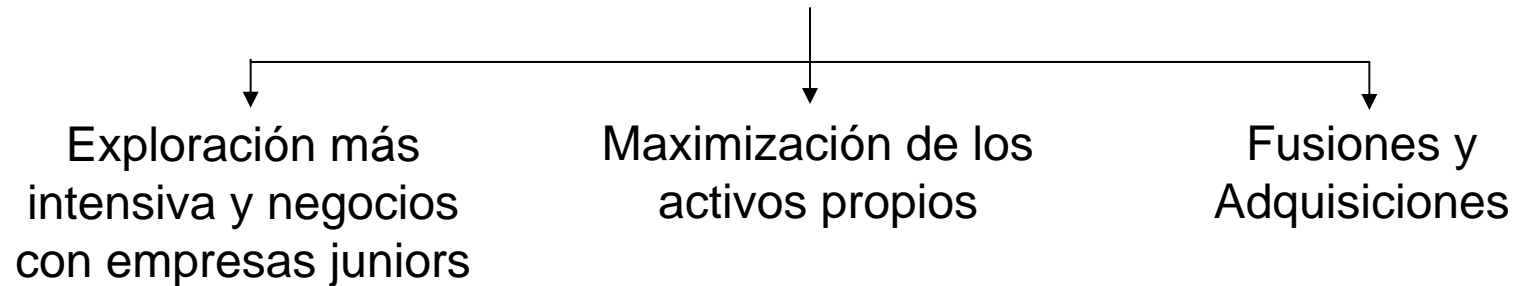 Exploración más
intensiva y negocios
con empresas juniors
Maximización de los
activos propios
Fusiones y
Adquisiciones